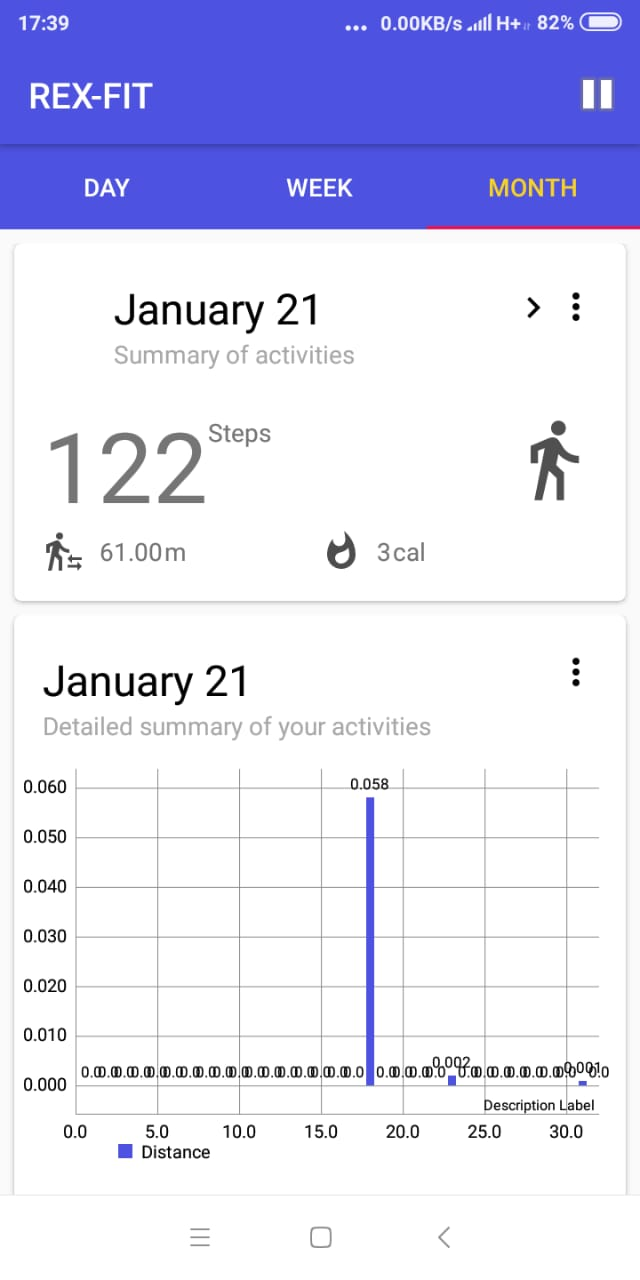 17:39 ... 0.00KB/s H+ 82%
REX-FIT
DAY WEEK MONTH
January 21
Summary of activities
122 Steps
61.00m 3cal
January 21
Detailed summary of your activities
0.060 0.058
0.050
0.040
0.030
0.020
0.010
0.002 0.001
0.000
Description Label
0.0 5.0 10.0 15.0 20.0 25.0 30.0
Distance